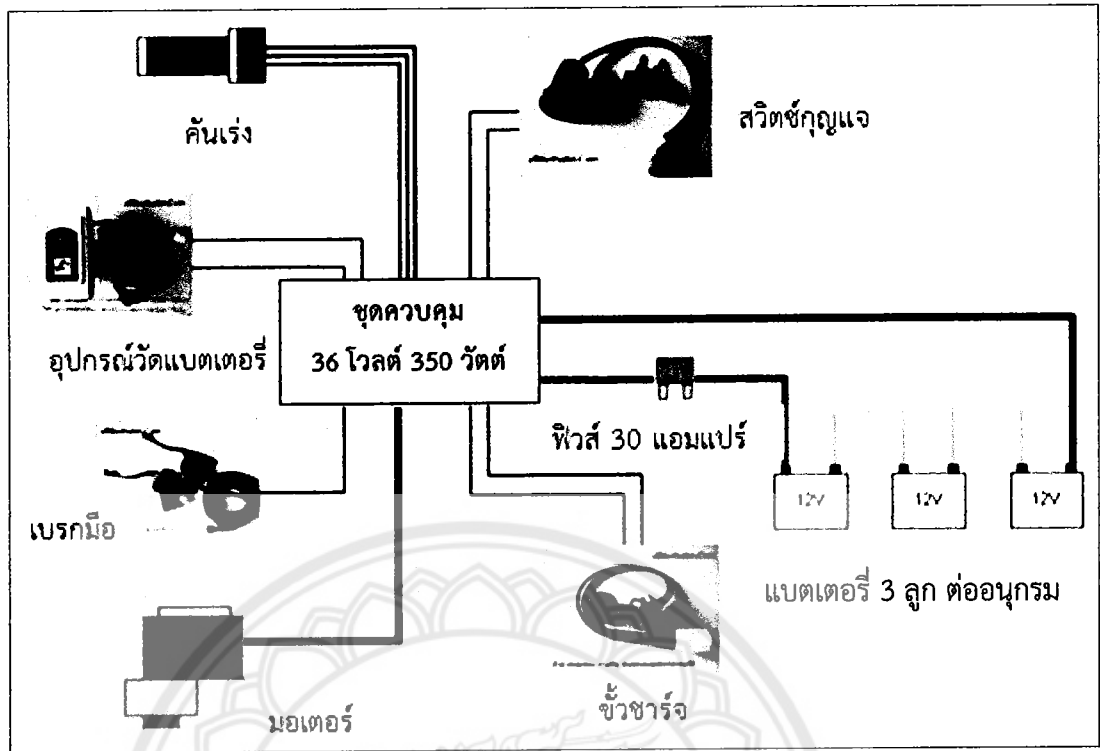 คันเร่ง
สวิตช์กุญแจ
อุปกรณ์วัดแบตเตอรี่
ชุดควบคุม
36 โวลต์ 350 วัตต์
ฟิวส์ 30 แอมแปร์
12V
12V
12V
เบรกมือ
แบตเตอรี่ 3 ลูก ต่ออนุกรม
มอเตอร์
ขั้วชาร์จ